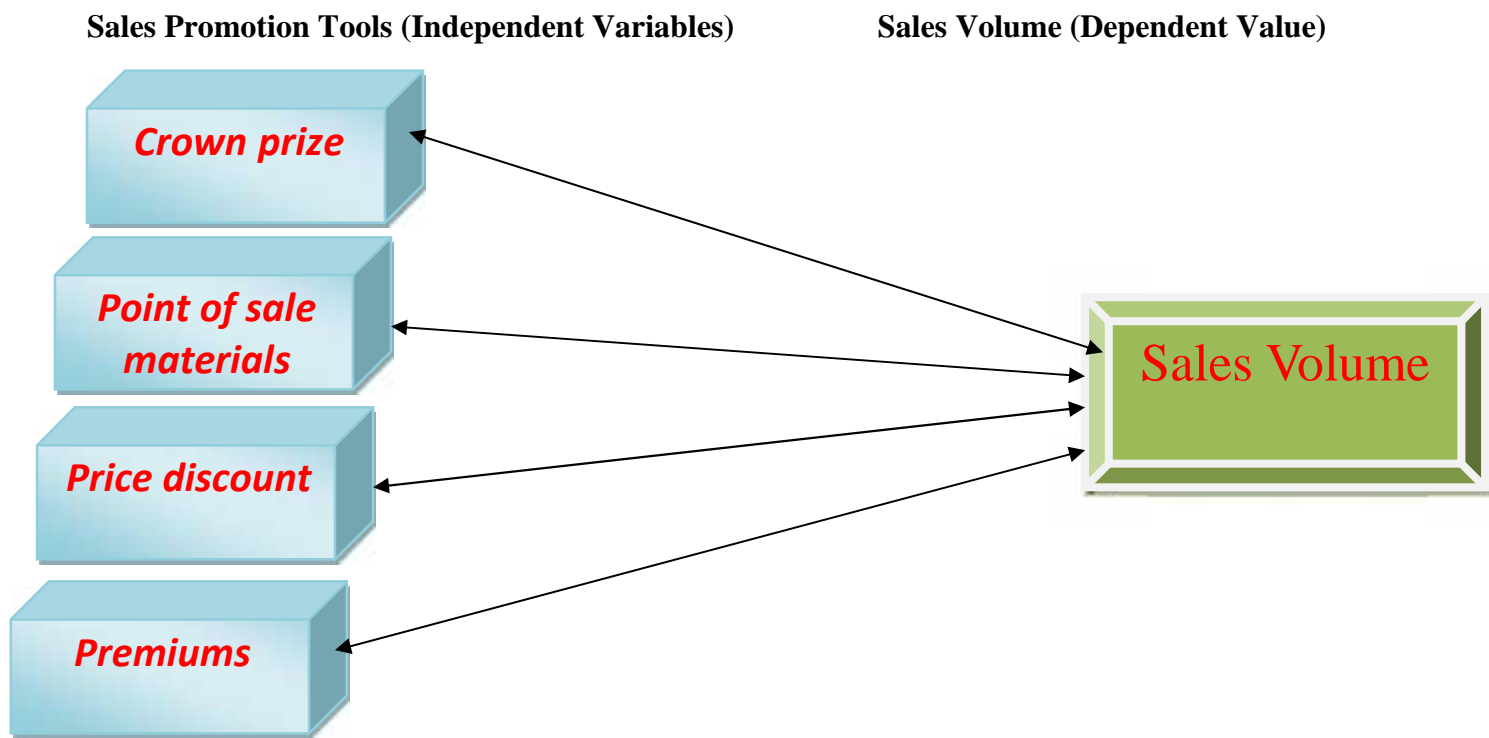 Sales Promotion Tools (Independent Variables) Sales Volume (Dependent Value)
Crown prize
Point of sale
materials
Price discount
Premiums
Sales Volume